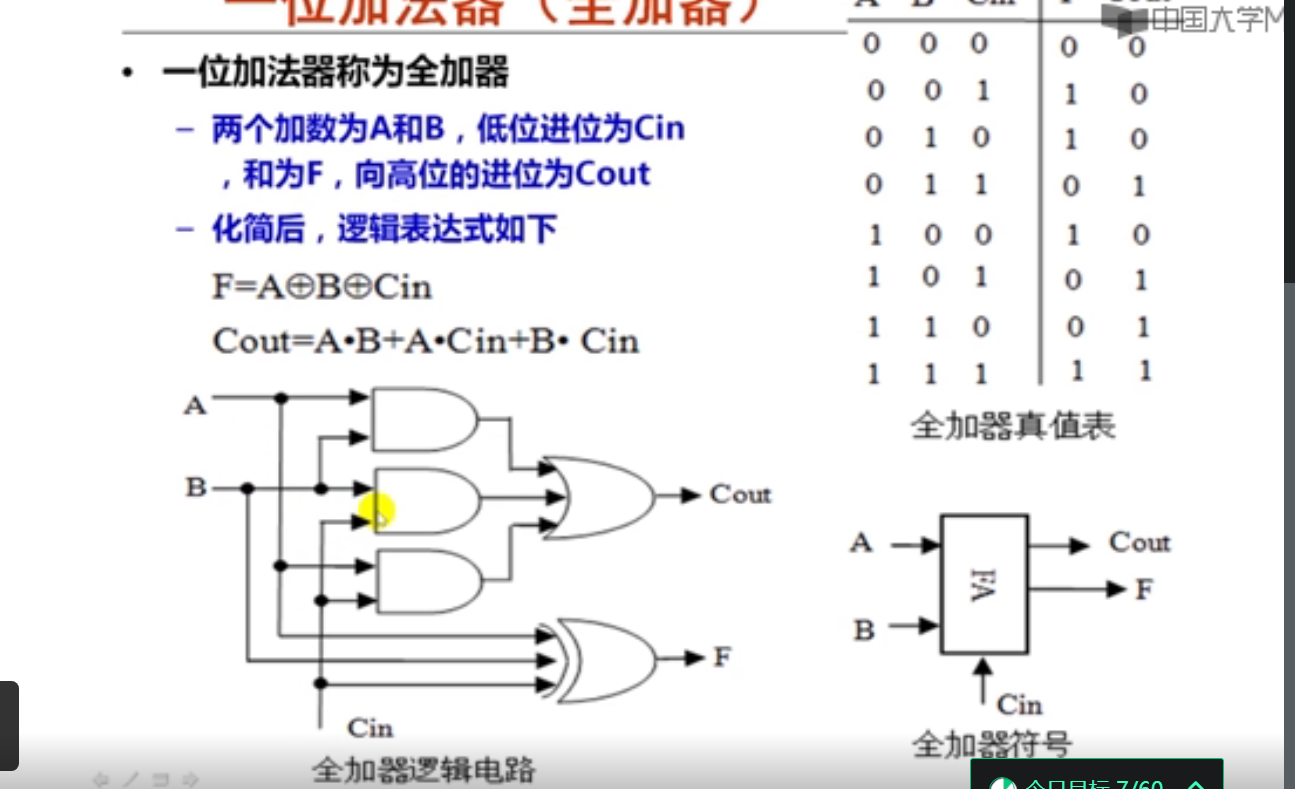 一位加法器（全加器）
中国大学M
• 一位加法器称为全加器
– 两个加数为A和B，低位进位为Cin
，和为F，向高位的进位为Cout
– 化简后，逻辑表达式如下
F=A⊕B⊕Cin
Cout=A•B+A•Cin+B• Cin
A B Cin F Cout
0 0 0 0 0
0 0 1 1 0
0 1 0 1 0
0 1 1 0 1
1 0 0 1 0
1 0 1 0 1
1 1 0 0 1
1 1 1 1 1
全加器真值表
A
B
Cout
F
Cin
全加器逻辑电路
A
B
FA
Cout
F
Cin
全加器符号
今日目标 7/60